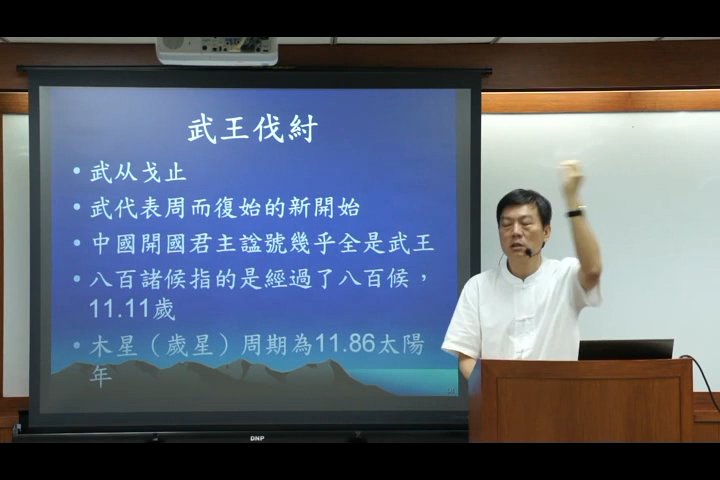 武王伐紂
• 武从戈止
• 武代表周而復始的新開始
• 中國開國君主諡號幾乎全是武王
• 八百諸候指的是經過了八百候，
11.11歲
• 木星（歲星）周期為11.86太陽
年
DNP